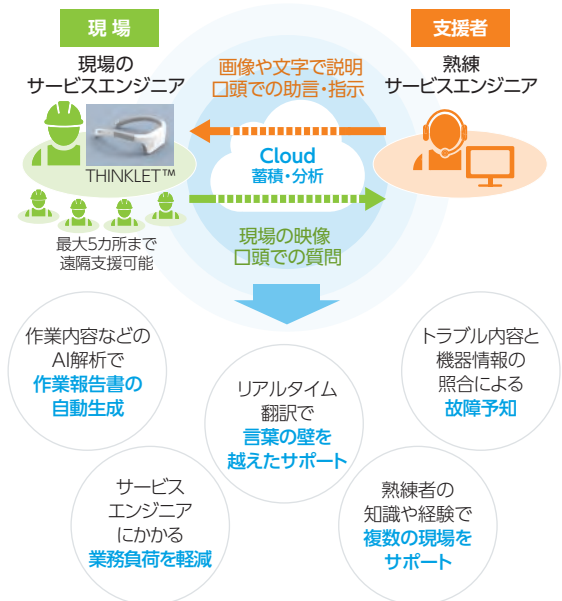 現場
支援者
現場の
サービスエンジニア
画像や文字で説明
口頭での助言・指示
熟練
サービスエンジニア
Cloud
蓄積・分析
THINKLET™
最大5カ所まで
遠隔支援可能
現場の映像
口頭での質問
作業内容などの
AI解析で
作業報告書の
自動生成
リアルタイム
翻訳で
言葉の壁を
越えたサポート
トラブル内容と
機器情報の
照合による
故障予知
サービス
エンジニア
にかかる
業務負荷を軽減
熟練者の
知識や経験で
複数の現場を
サポート